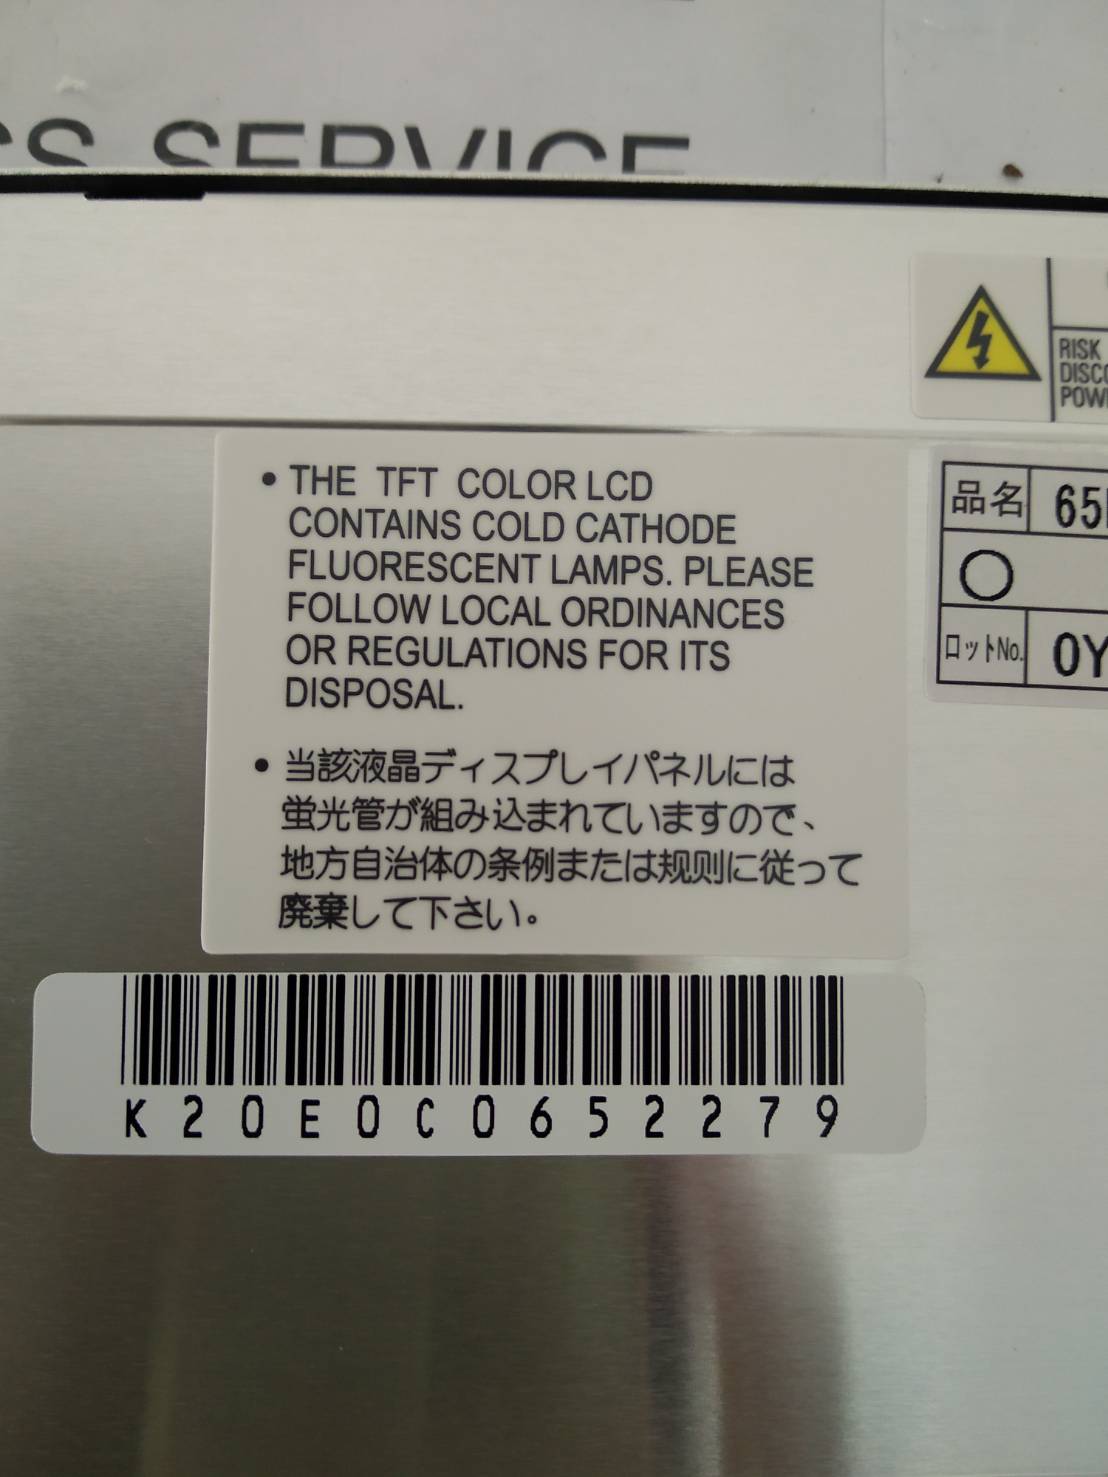 SERVICE
RISK
• THE TFT COLOR LCD
CONTAINS COLD CATHODE
FLUORESCENT LAMPS. PLEASE
FOLLOW LOCAL ORDINANCES
OR REGULATIONS FOR ITS
DISPOSAL.
• 当該液晶ディスプレイパネルには
蛍光管が組み込まれていますので、
地方自治体の条例または规则に従って
廃棄して下さい。
品名 65
○
ロットNo. 0Y
K20E0C0652279